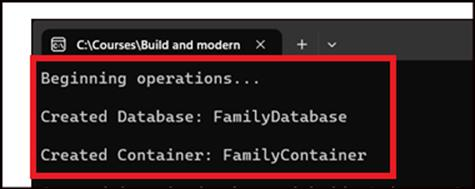 C:\Courses\Build and modern
Beginning operations...
Created Database: FamilyDatabase
Created Container: FamilyContainer